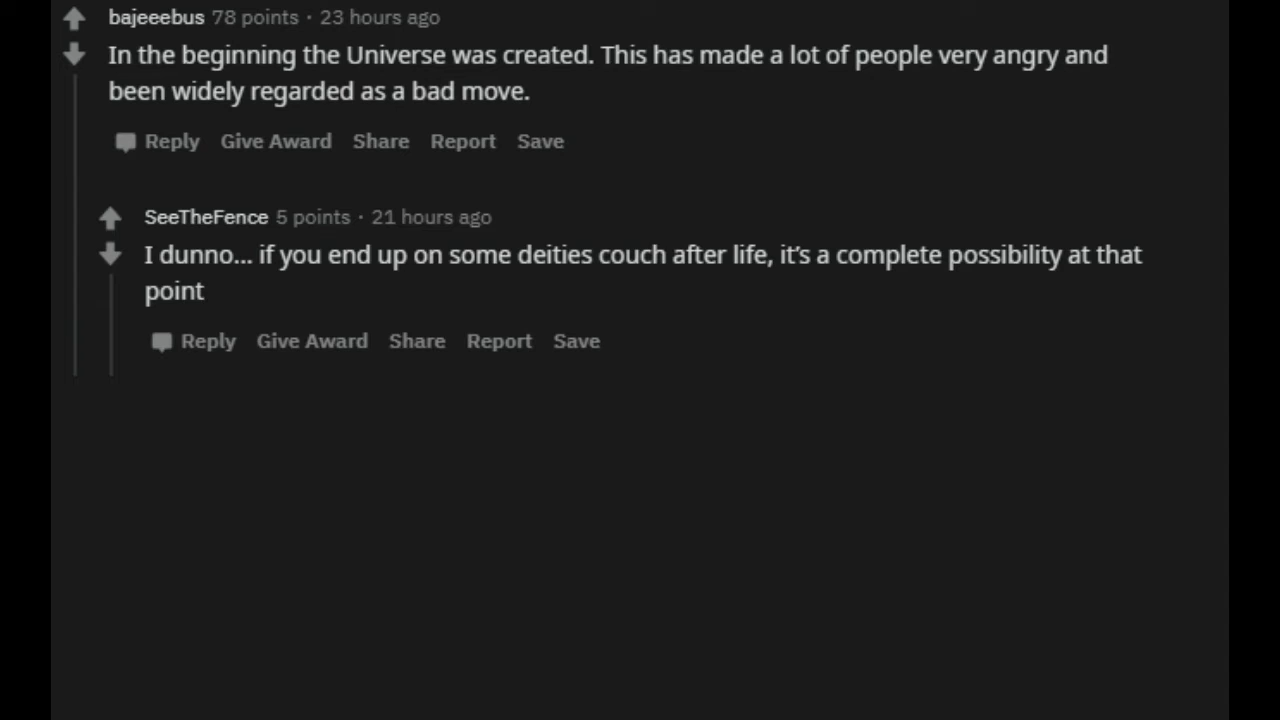 bajeeebus 78 points · 23 hours ago
In the beginning the Universe was created. This has made a lot of people very angry and
been widely regarded as a bad move.
Reply Give Award Share Report Save
SeeTheFence 5 points · 21 hours ago
I dunno... if you end up on some deities couch after life, it's a complete possibility at that
point
Reply Give Award Share Report Save